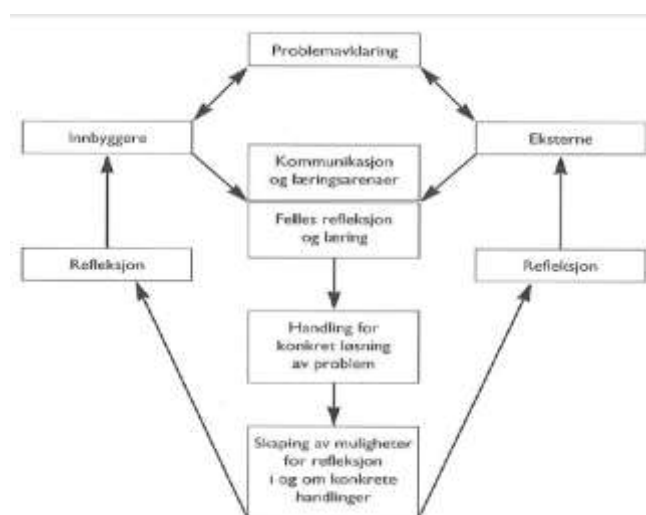 Problemavklaring
Innbyggere
Eksterne
Kommunikasjon
og læringsarenaer
Felles refleksjon
og læring
Refleksjon
Refleksjon
Handling for
konkret løsning
av problem
Skaping av muligheter
for refleksjon
i og om konkrete
handlinger